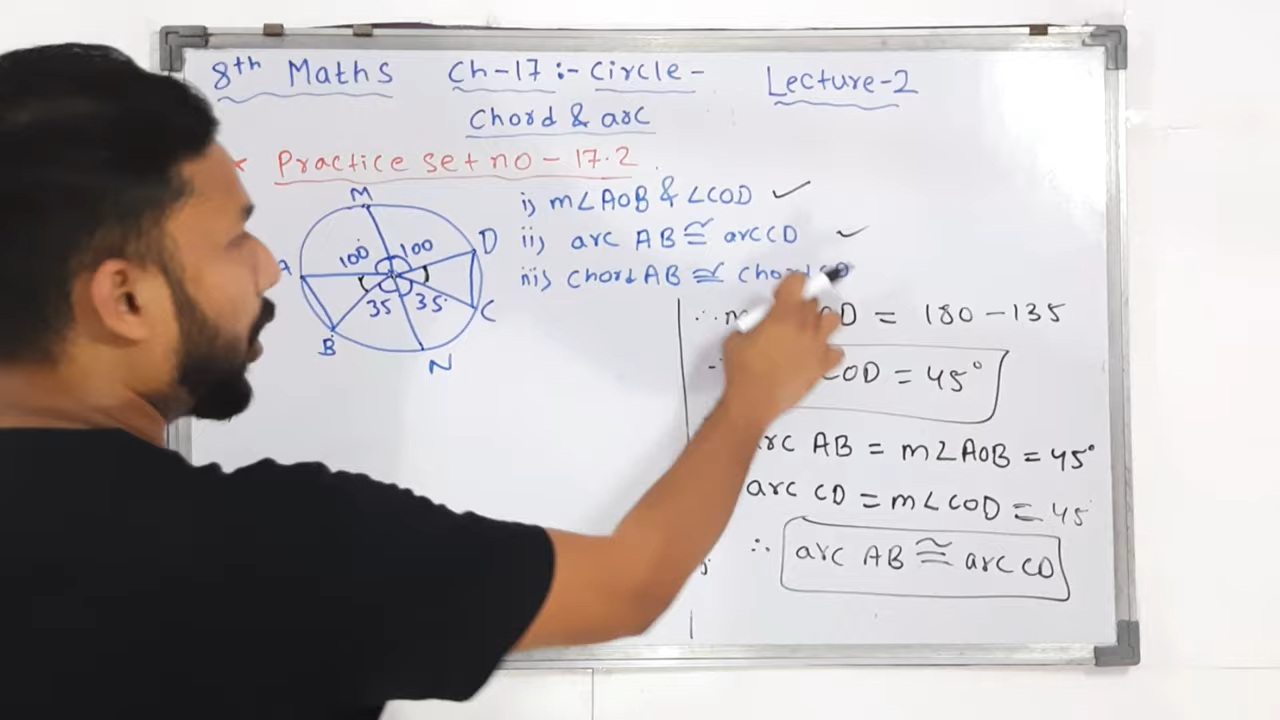 8th Maths Ch-17:- Circle - Lecture-2
Chord & arc
Practice set no - 17.2
M
A
D
100° 100
35 35°
B
C
N
i) m∠AOB & ∠COD ✓
ii) arc AB ≅ arc CD ✓
iii) chord AB ≅ chord CD
∴ m D = 180 - 135
COD = 45°
arc AB = m∠AOB = 45°
arc CD = m∠COD = 45
∴ arc AB ≅ arc CD